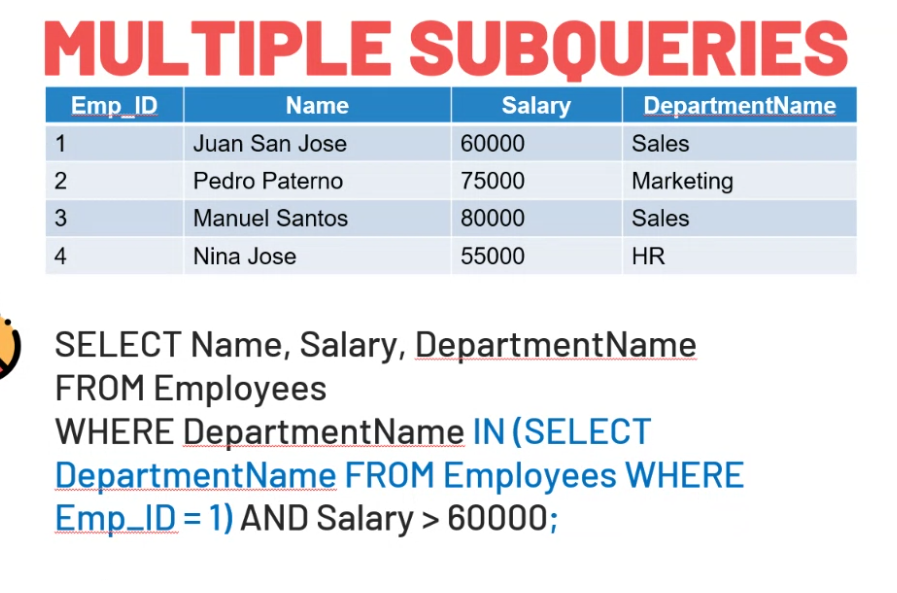 MULTIPLE SUBQUERIES
Emp_ID Name Salary DepartmentName
1 Juan San Jose 60000 Sales
2 Pedro Paterno 75000 Marketing
3 Manuel Santos 80000 Sales
4 Nina Jose 55000 HR
SELECT Name, Salary, DepartmentName
FROM Employees
WHERE DepartmentName IN (SELECT
DepartmentName FROM Employees WHERE
Emp_ID = 1) AND Salary > 60000;